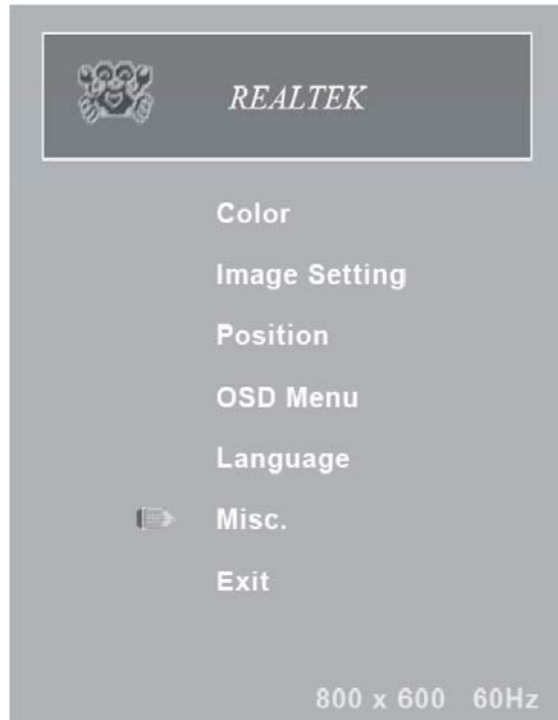 REALTEK
Color
Image Setting
Position
OSD Menu
Language
Misc.
Exit
800 x 600 60Hz